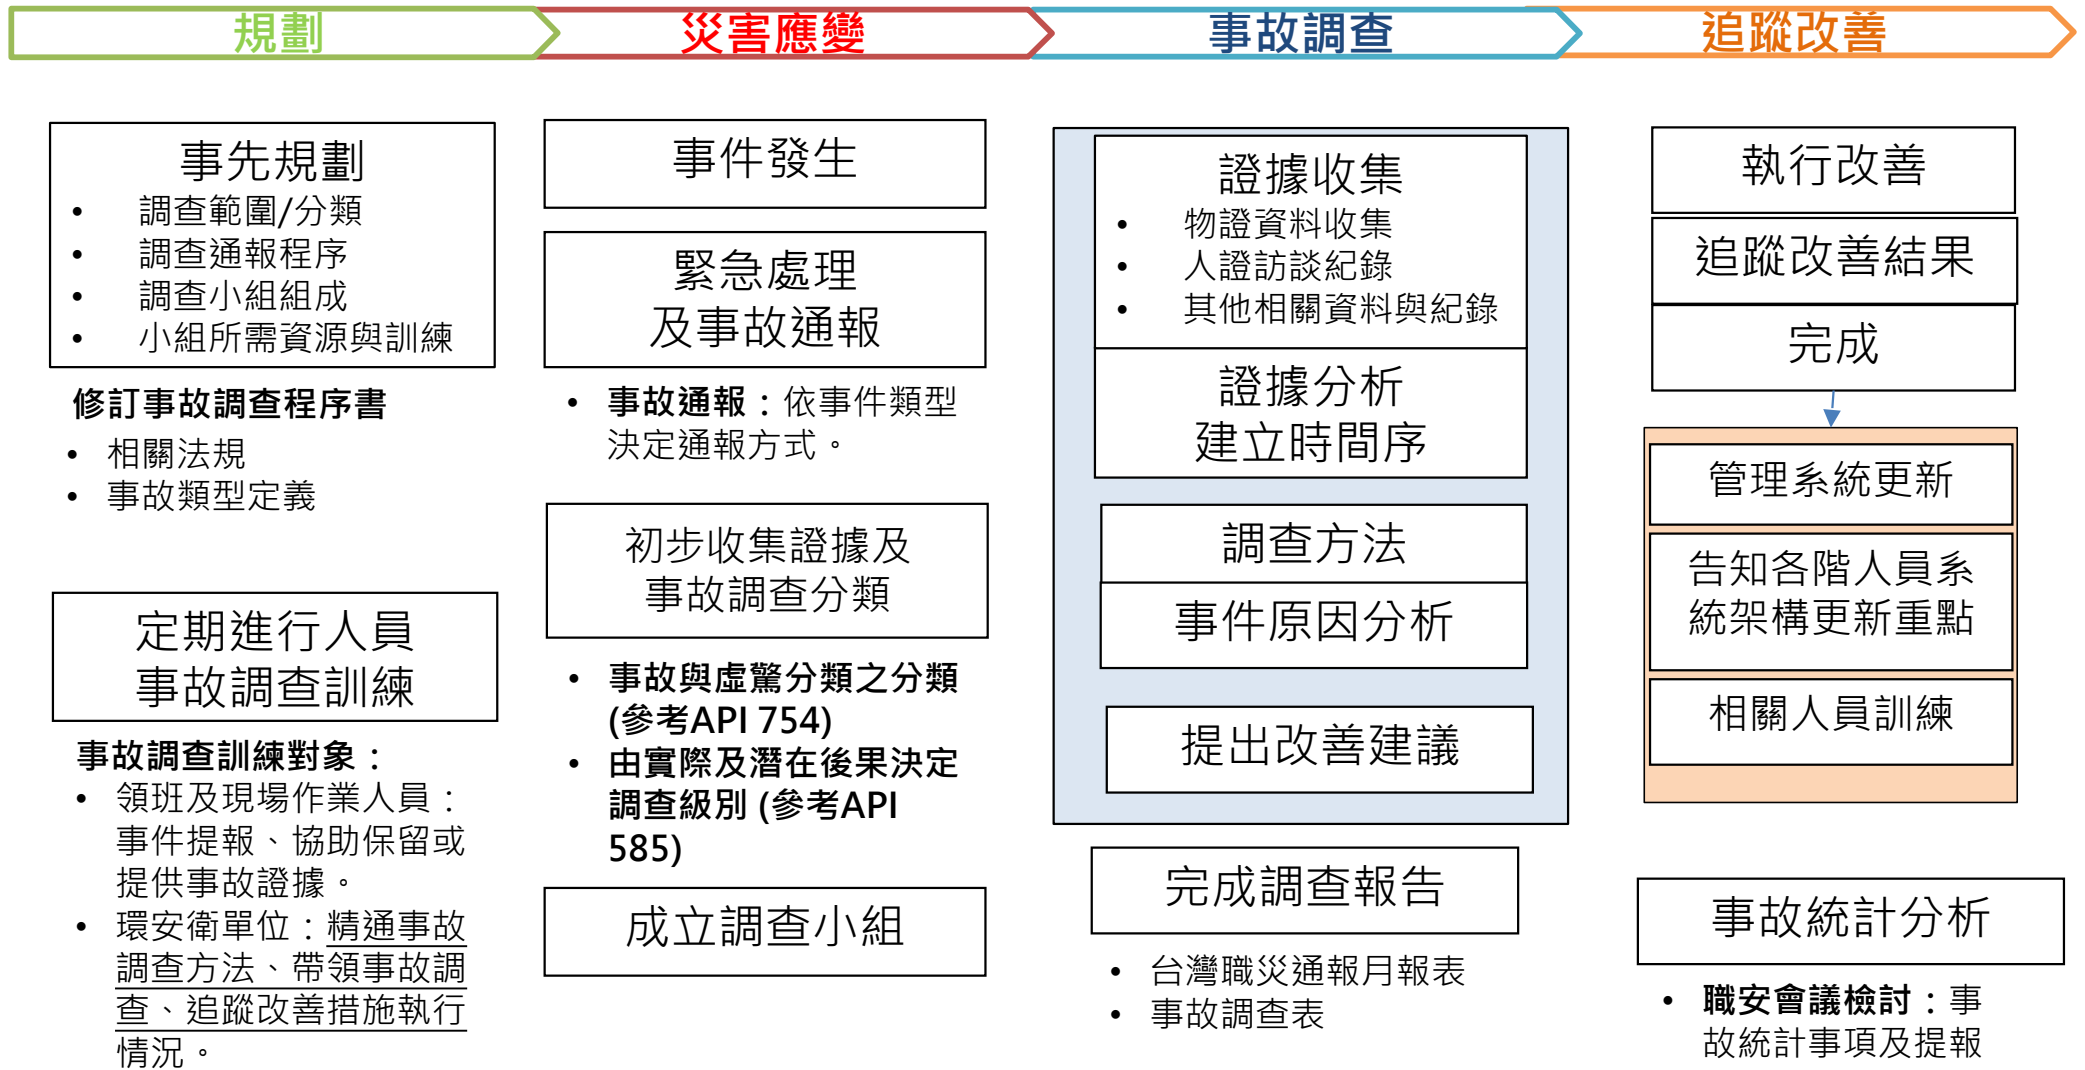 規劃
災害應變
事故調查
追蹤改善
事先規劃
• 調查範圍/分類
• 調查通報程序
• 調查小組組成
• 小組所需資源與訓練
修訂事故調查程序書
• 相關法規
• 事故類型定義
定期進行人員
事故調查訓練
事故調查訓練對象：
• 領班及現場作業人員：
事件提報、協助保留或
提供事故證據。
• 環安衛單位：精通事故
調查方法、帶領事故調
查、追蹤改善措施執行
情況。
事件發生
緊急處理
及事故通報
• 事故通報：依事件類型
決定通報方式。
初步收集證據及
事故調查分類
• 事故與虛驚分類之分類
(參考API 754)
• 由實際及潛在後果決定
調查級別 (參考API
585)
成立調查小組
證據收集
• 物證資料收集
• 人證訪談紀錄
• 其他相關資料與紀錄
證據分析
建立時間序
調查方法
事件原因分析
提出改善建議
完成調查報告
• 台灣職災通報月報表
• 事故調查表
執行改善
追蹤改善結果
完成
管理系統更新
告知各階人員系
統架構更新重點
相關人員訓練
事故統計分析
• 職安會議檢討：事
故統計事項及提報